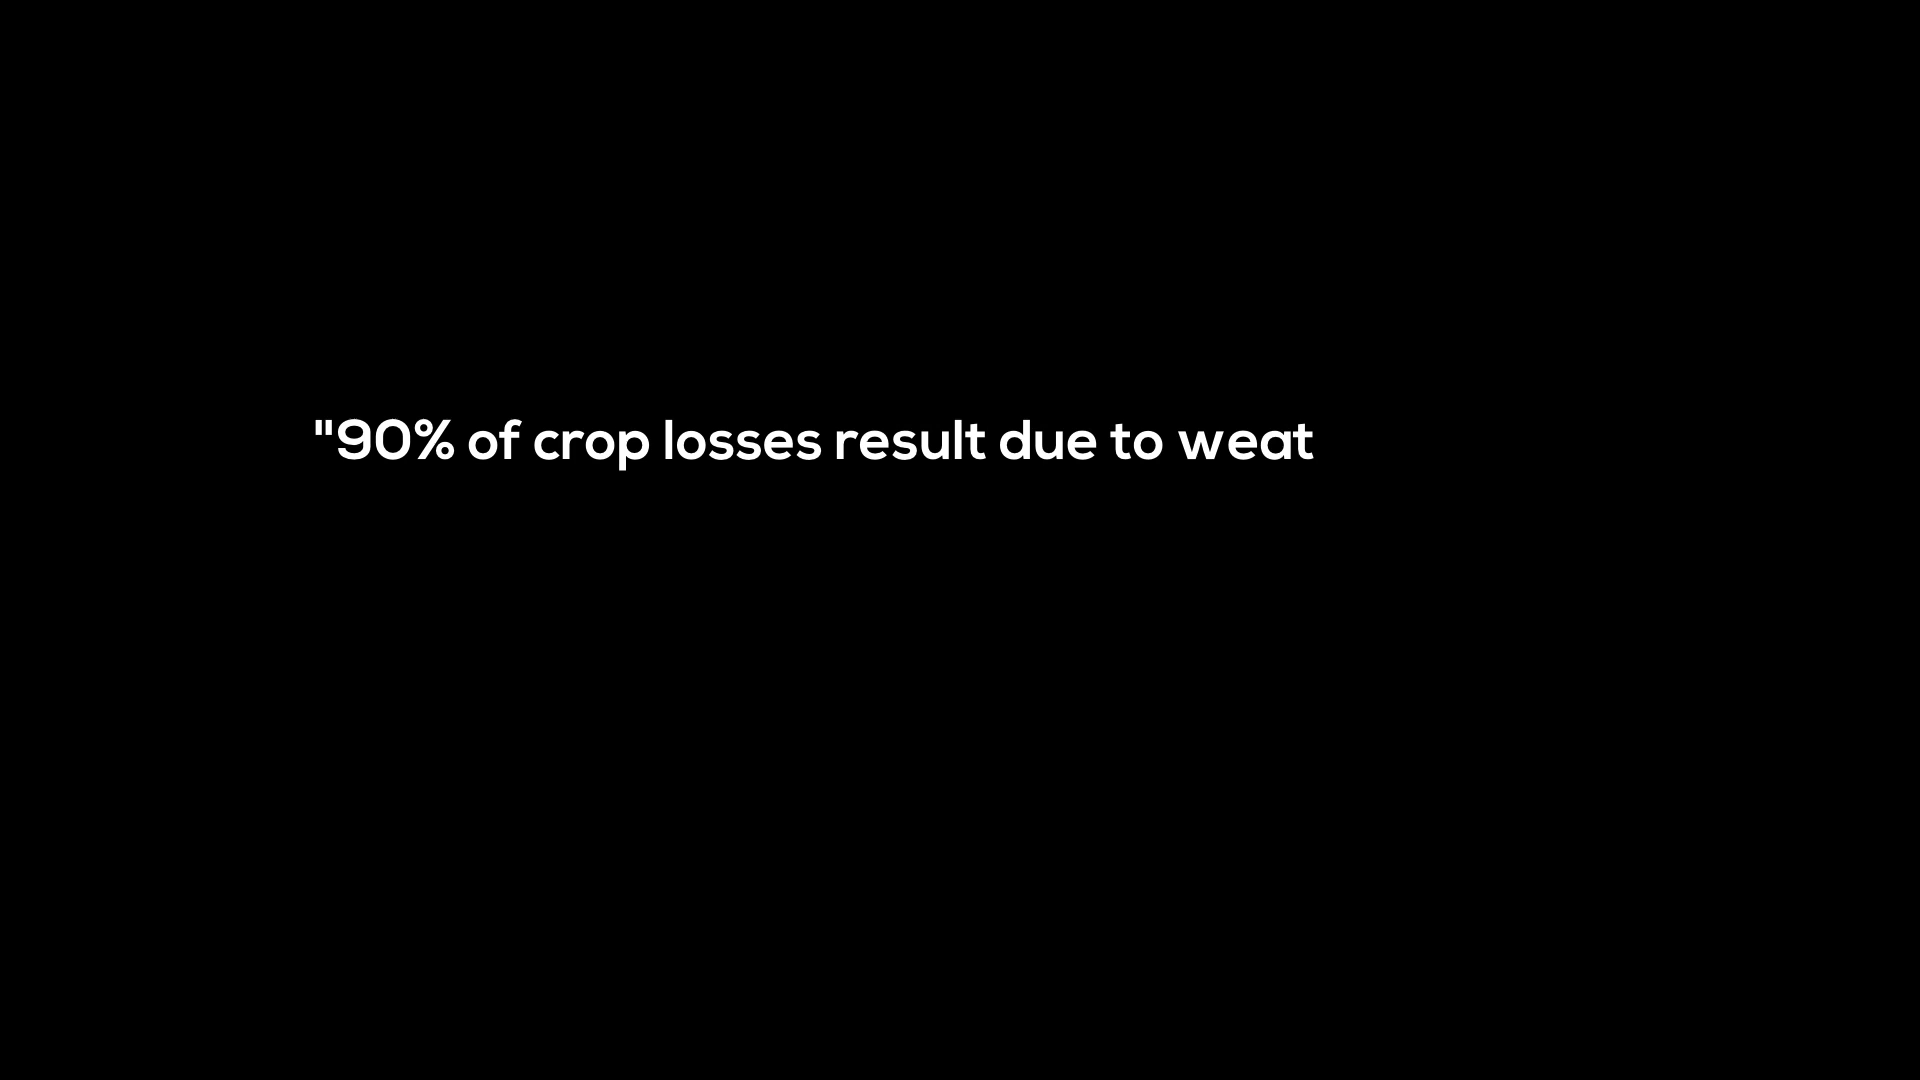 "90% of crop losses result due to weat